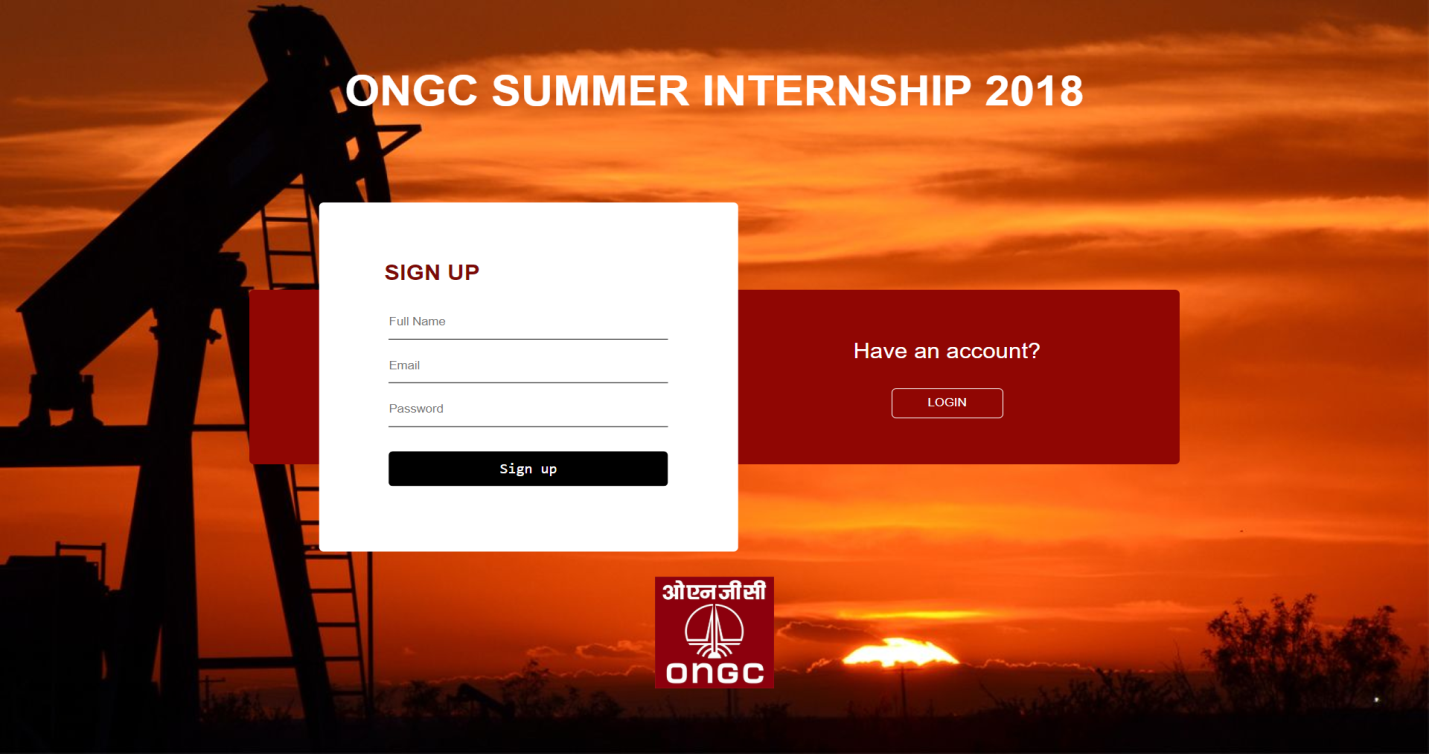 ONGC SUMMER INTERNSHIP 2018
SIGN UP
Full Name
Email
Password
Sign up
Have an account?
LOGIN
ओएनजीसी
ongc